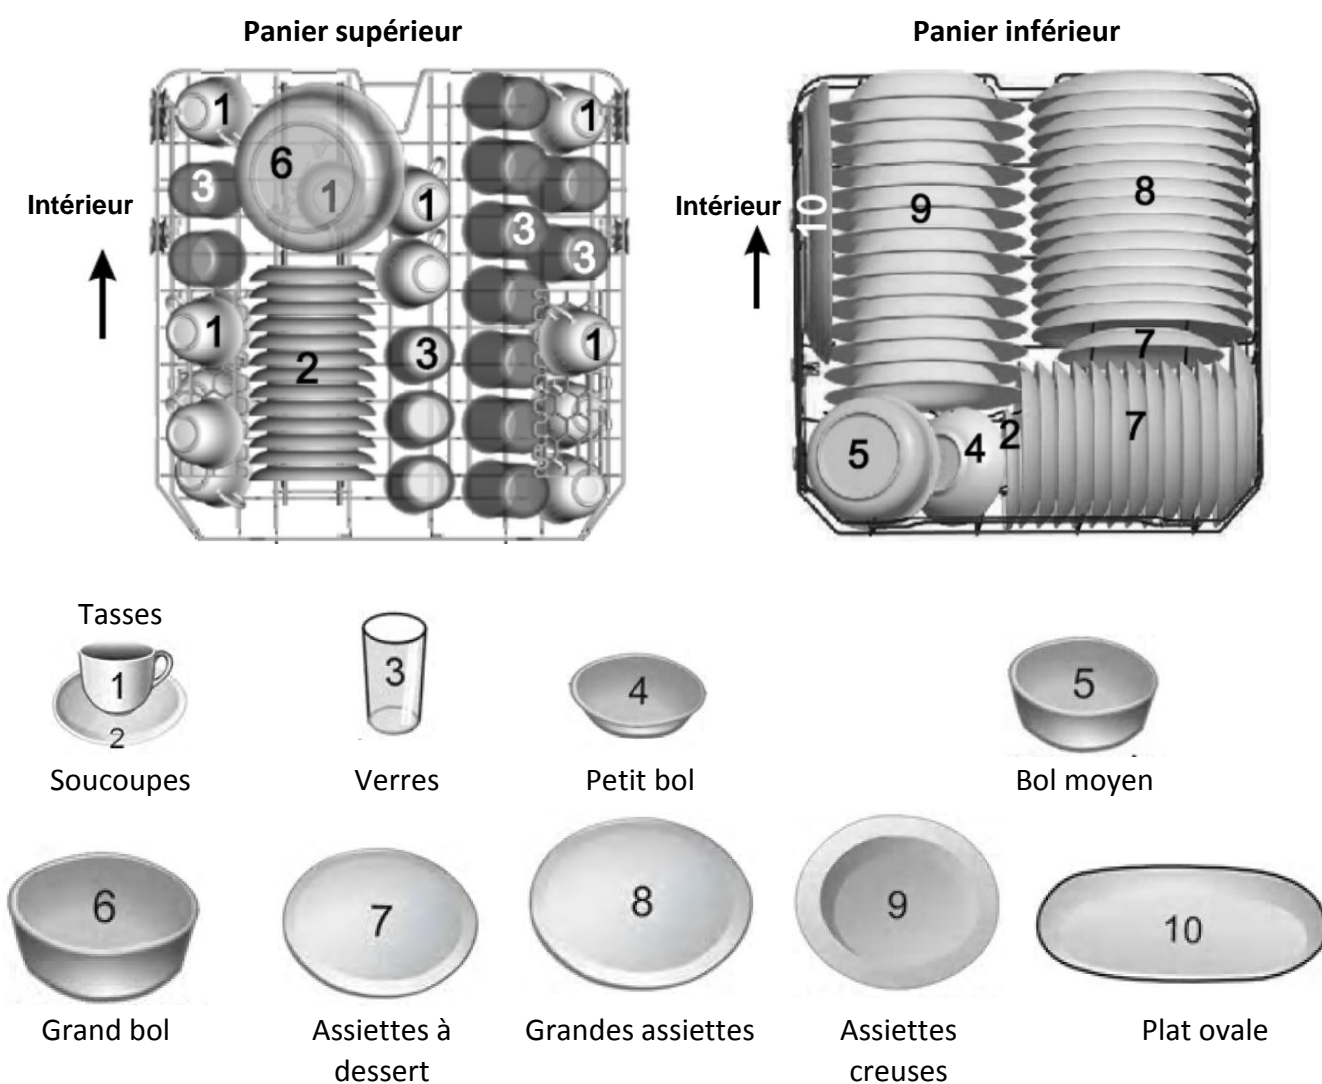 Panier supérieur
Panier inférieur
1
1
6
1
3
1
Intérieur
3
3
1
2
3
1
10
9
8
Intérieur
7
7
2
5
4
Tasses
1
2
3
4
5
Soucoupes
Verres
Petit bol
Bol moyen
6
7
8
9
10
Grand bol
Assiettes à
dessert
Grandes assiettes
Assiettes
creuses
Plat ovale